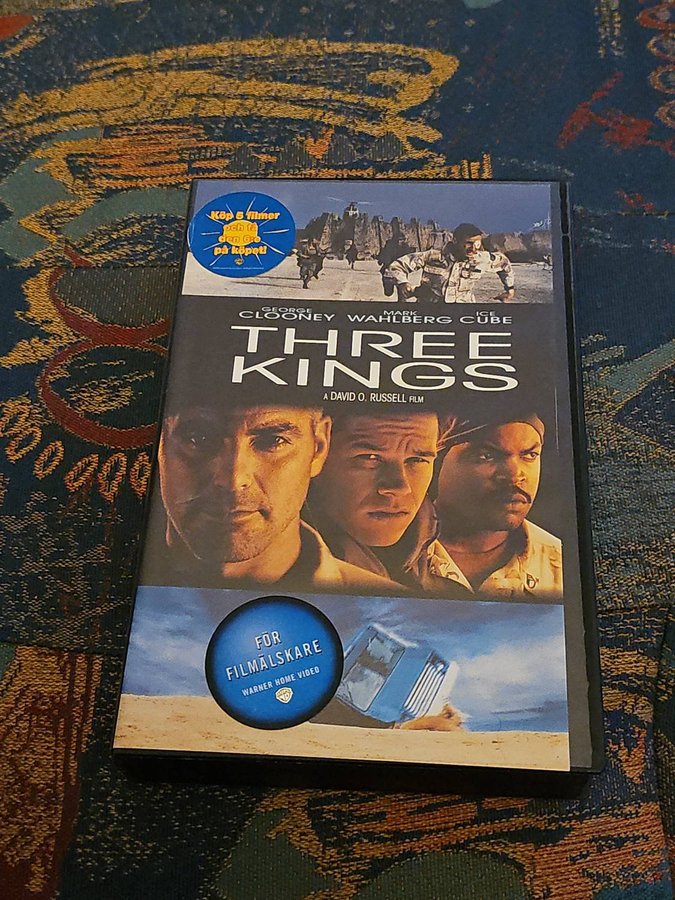 Köp 5 filmer
och få
den 6:e
på köpet!
GEORGE CLOONEY
MARK WAHLBERG
ICE CUBE
THREE
KINGS
A DAVID O. RUSSELL FILM
FÖR
FILMÄLSKARE
WARNER HOME VIDEO